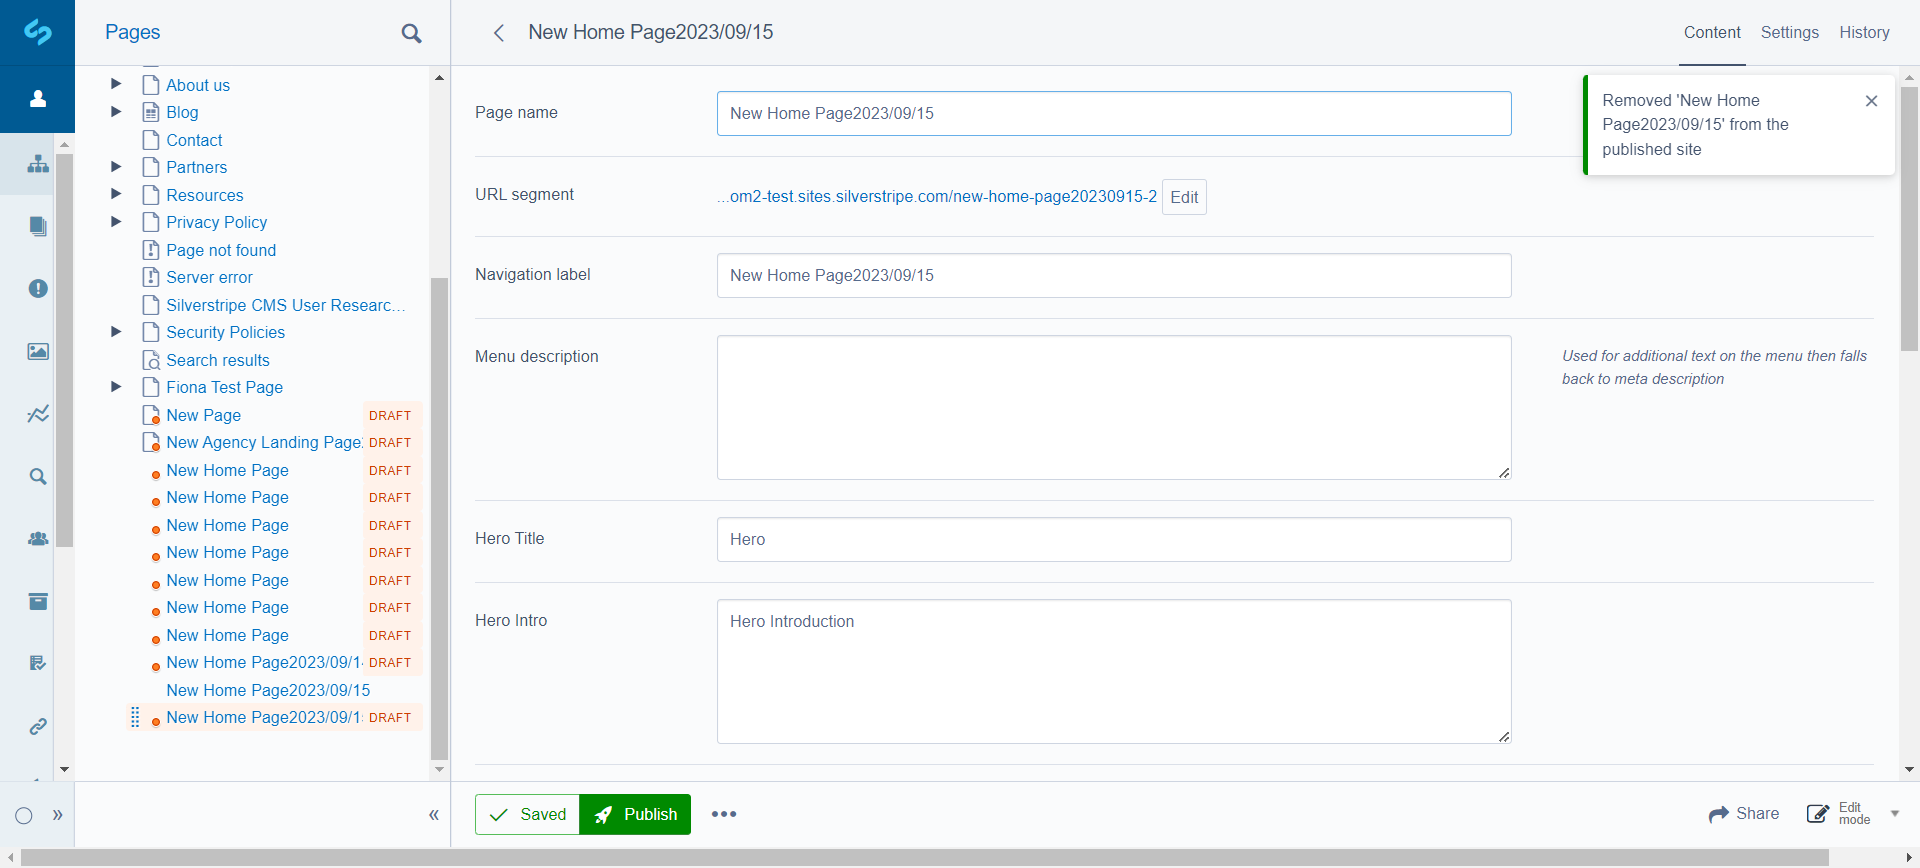 Pages
New Home Page2023/09/15
Content
Settings
History
About us
Blog
Contact
Partners
Resources
Privacy Policy
Page not found
Server error
Silverstripe CMS User Researc…
Security Policies
Search results
Fiona Test Page
New Page DRAFT
New Agency Landing Page DRAFT
New Home Page DRAFT
New Home Page DRAFT
New Home Page DRAFT
New Home Page DRAFT
New Home Page DRAFT
New Home Page DRAFT
New Home Page DRAFT
New Home Page2023/09/14 DRAFT
New Home Page2023/09/15
New Home Page2023/09/1 DRAFT
Page name
New Home Page2023/09/15
URL segment
...om2-test.sites.silverstripe.com/new-home-page20230915-2
Edit
Navigation label
New Home Page2023/09/15
Menu description
Used for additional text on the menu then falls
back to meta description
Hero Title
Hero
Hero Intro
Hero Introduction
Removed 'New Home
Page2023/09/15' from the
published site
Saved
Publish
Share
Edit
mode